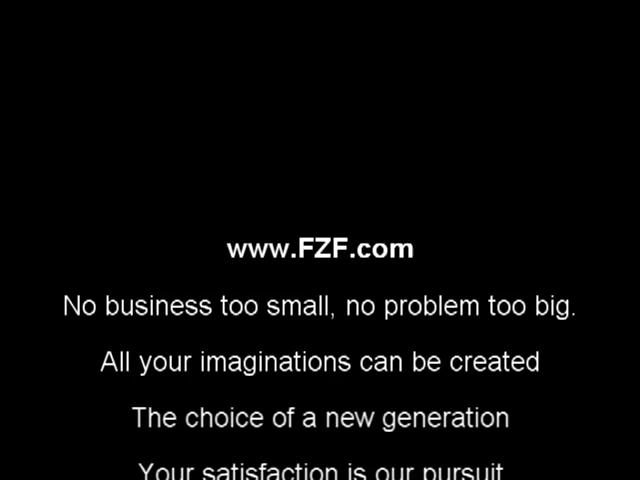 www.FZF.com
No business too small, no problem too big.
All your imaginations can be created
The choice of a new generation
Your satisfaction is our pursuit